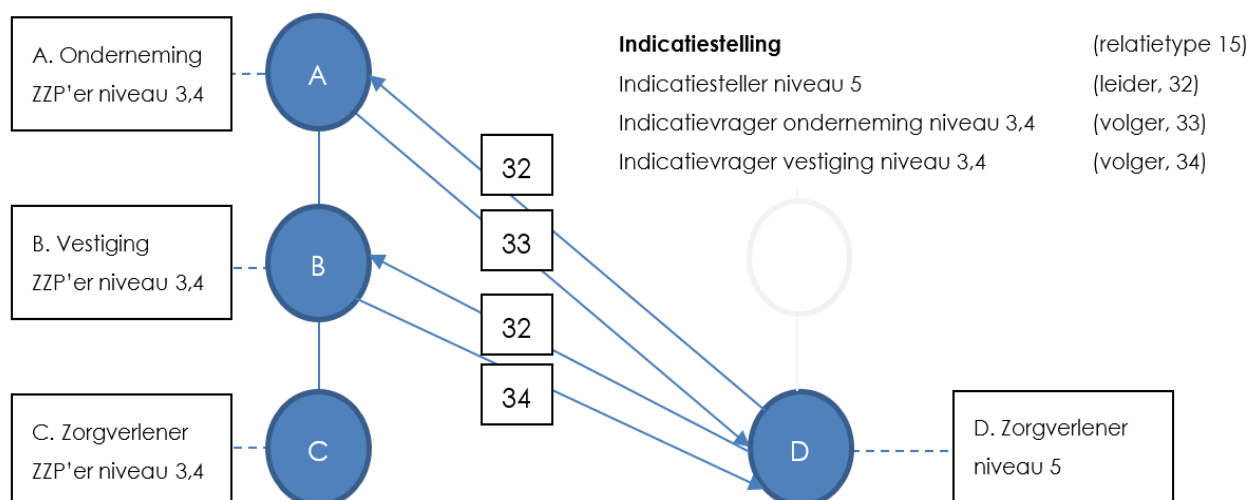 A. Onderneming
ZZP'er niveau 3,4
A
Indicatiestelling (relatietype 15)
Indicatiesteller niveau 5 (leider, 32)
Indicatievrager onderneming niveau 3,4 (volger, 33)
Indicatievrager vestiging niveau 3,4 (volger, 34)
32
33
B. Vestiging
ZZP'er niveau 3,4
B
32
34
C. Zorgverlener
ZZP'er niveau 3,4
C
D
D. Zorgverlener
niveau 5